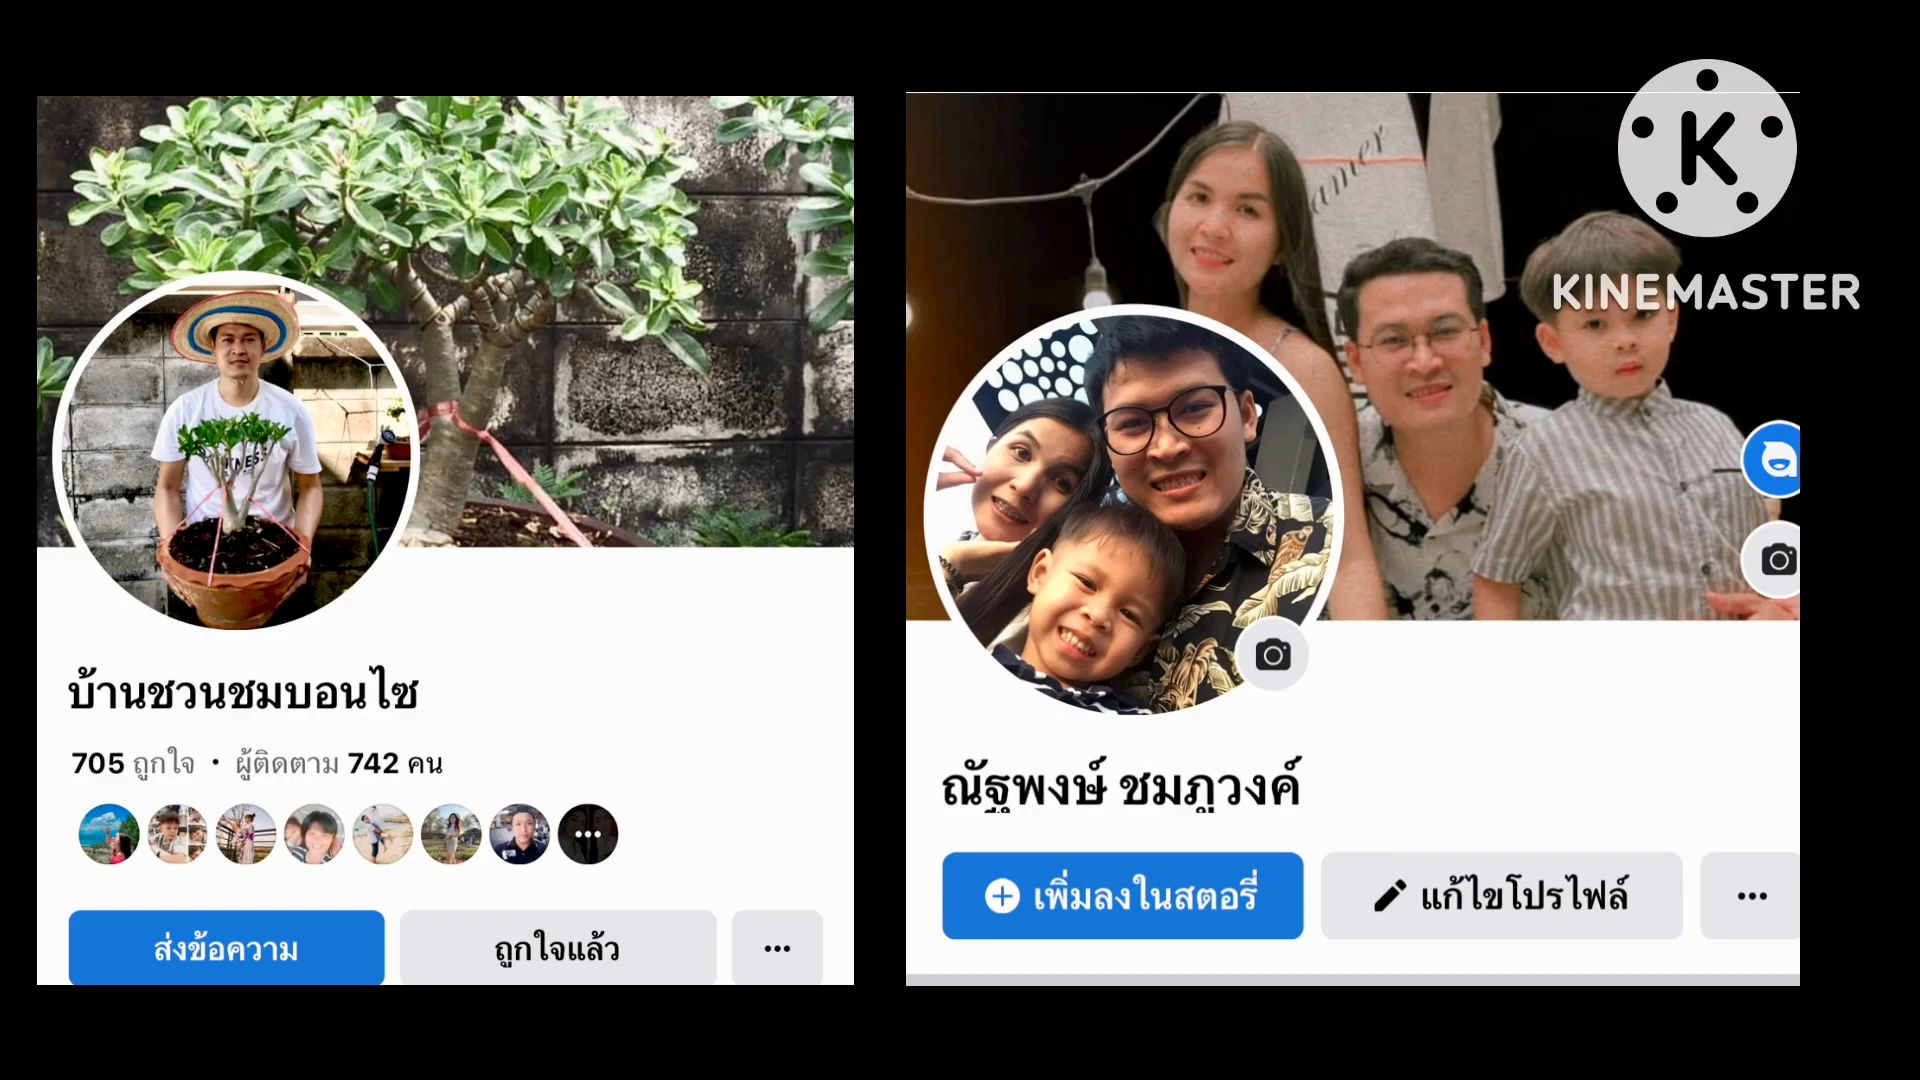 บ้านชวนชมบอนไซ
705 ถูกใจ · ผู้ติดตาม 742 คน
ส่งข้อความ
ถูกใจแล้ว
amer
K
KINEMASTER
ณัฐพงษ์ ชมภูวงค์
เพิ่มลงในสตอรี่
แก้ไขโปรไฟล์